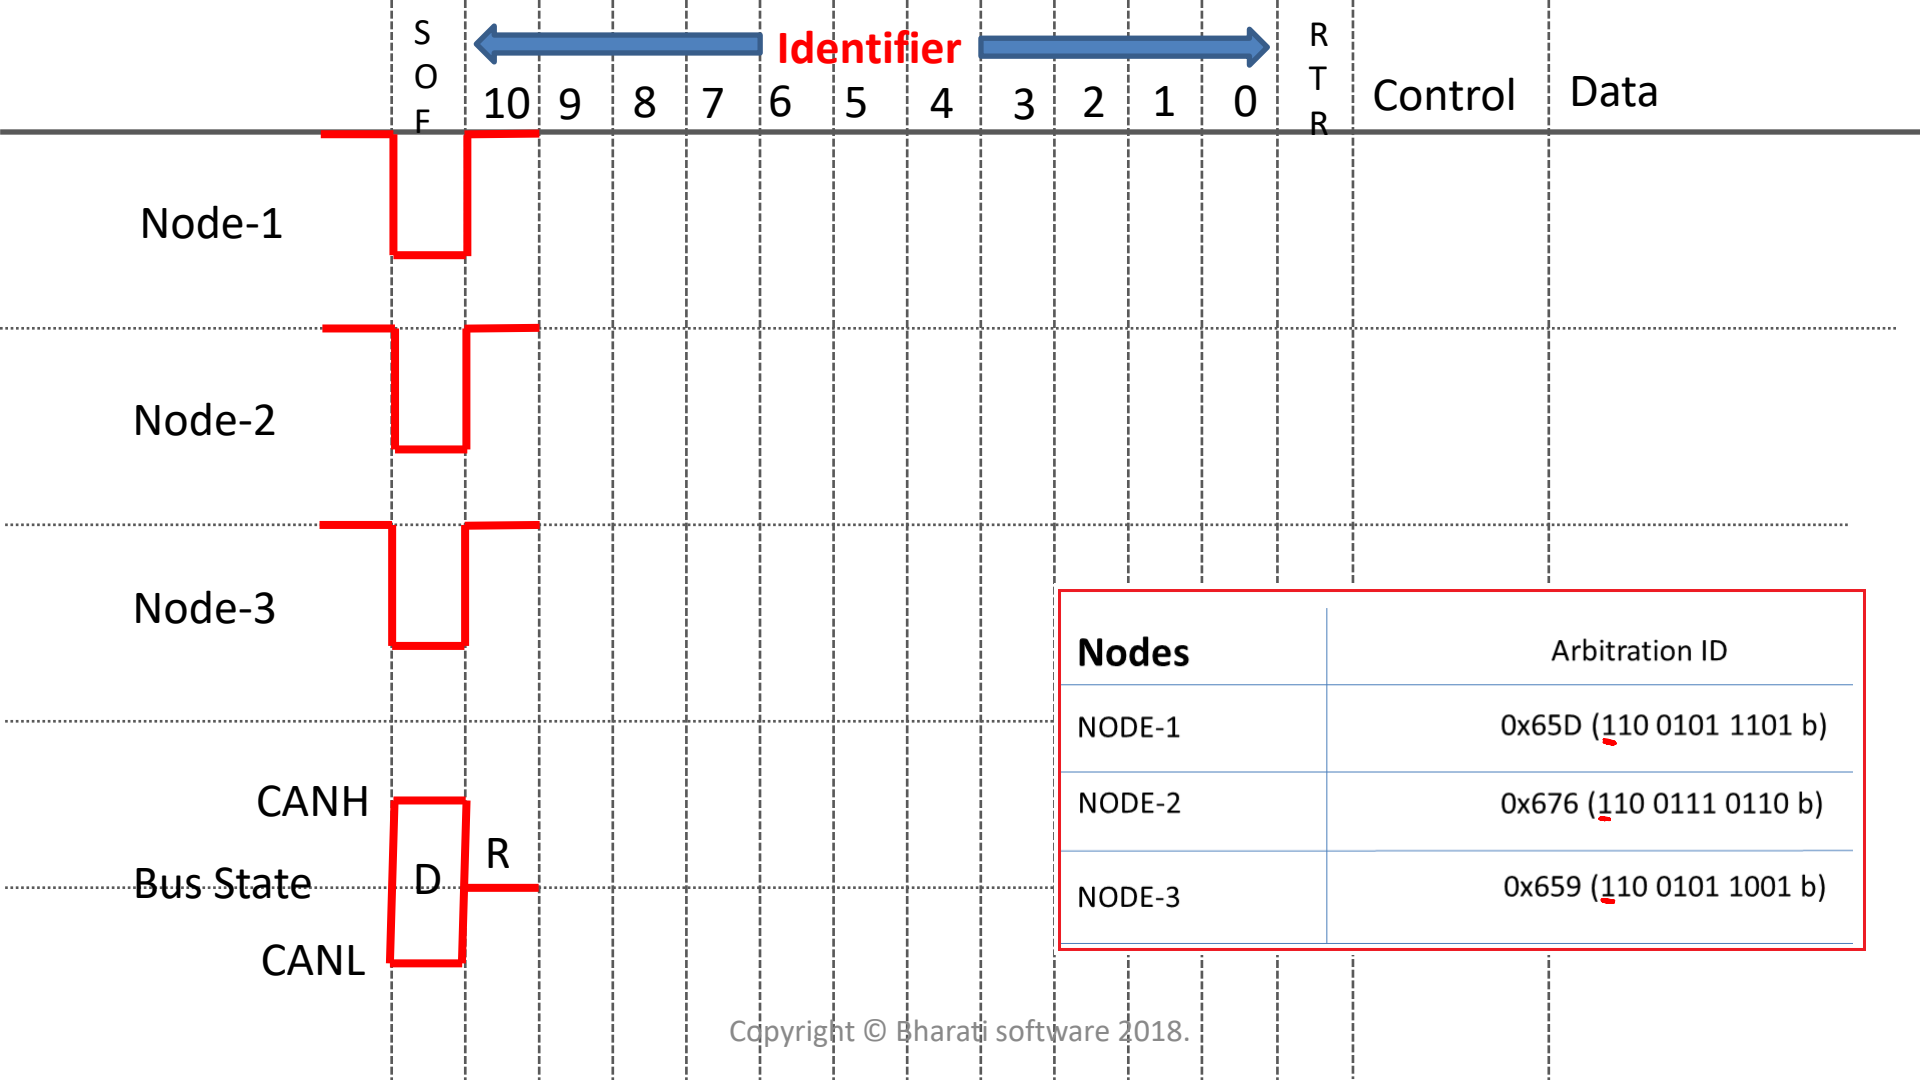 S
O
F
Identifier
R
T
R
10 9 8 7 6 5 4 3 2 1 0
Control
Data
Node-1
Node-2
Node-3
Nodes Arbitration ID
NODE-1 0x65D (110 0101 1101 b)
NODE-2 0x676 (110 0111 0110 b)
NODE-3 0x659 (110 0101 1001 b)
CANH
R
Bus State
D
CANL
Copyright © Bharati software 2018.